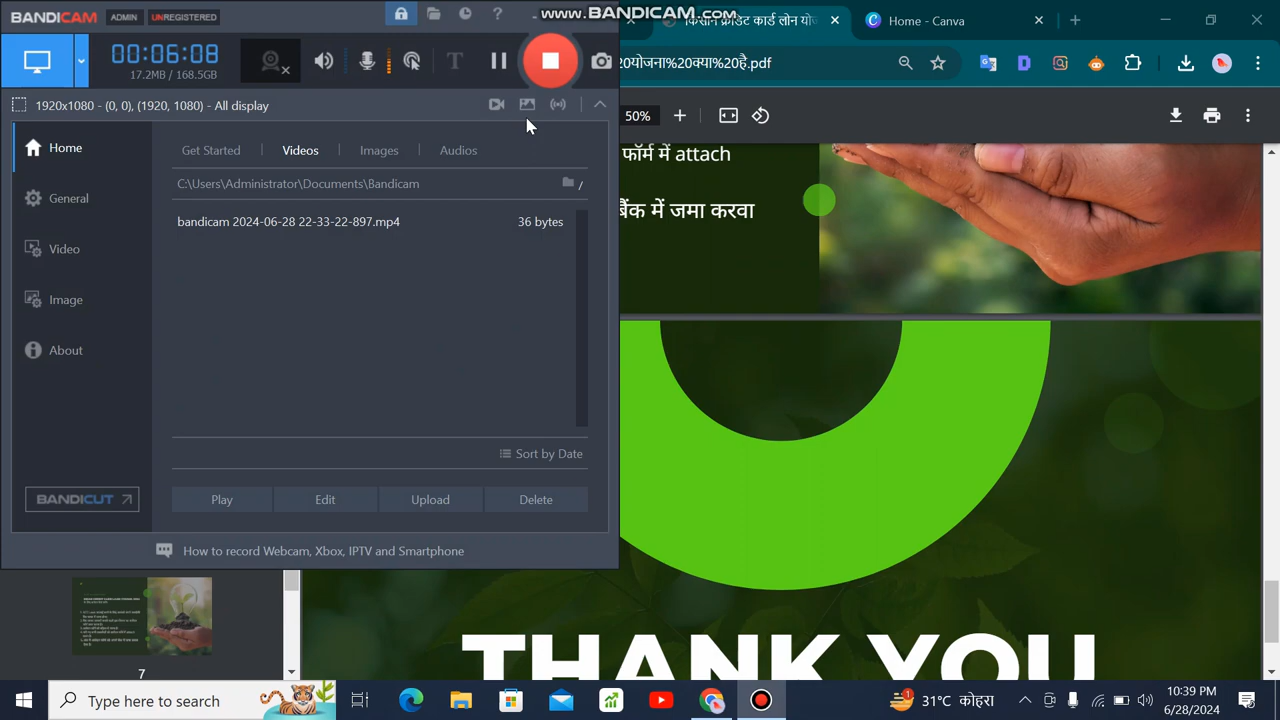 BANDICAM ADMIN UNREGISTERED
www.BANDICAM.com
किसान क्रेडिट कार्ड लोन यो
Home - Canva
00:06:08
17.2MB / 168.5GB
20योजना%20क्या%20है.pdf
1920x1080 - (0, 0), (1920, 1080) - All display
50%
Home
General
Video
Image
About
BANDICUT
Get Started
Videos
Images
Audios
C:\Users\Administrator\Documents\Bandicam
/
bandicam 2024-06-28 22-33-22-897.mp4 36 bytes
Sort by Date
Play
Edit
Upload
Delete
How to record Webcam, Xbox, IPTV and Smartphone
फॉर्म में attach
बैंक में जमा करवा
7
THANK YOU
Type here to search
1
31°C कोहरा
10:39 PM
6/28/2024